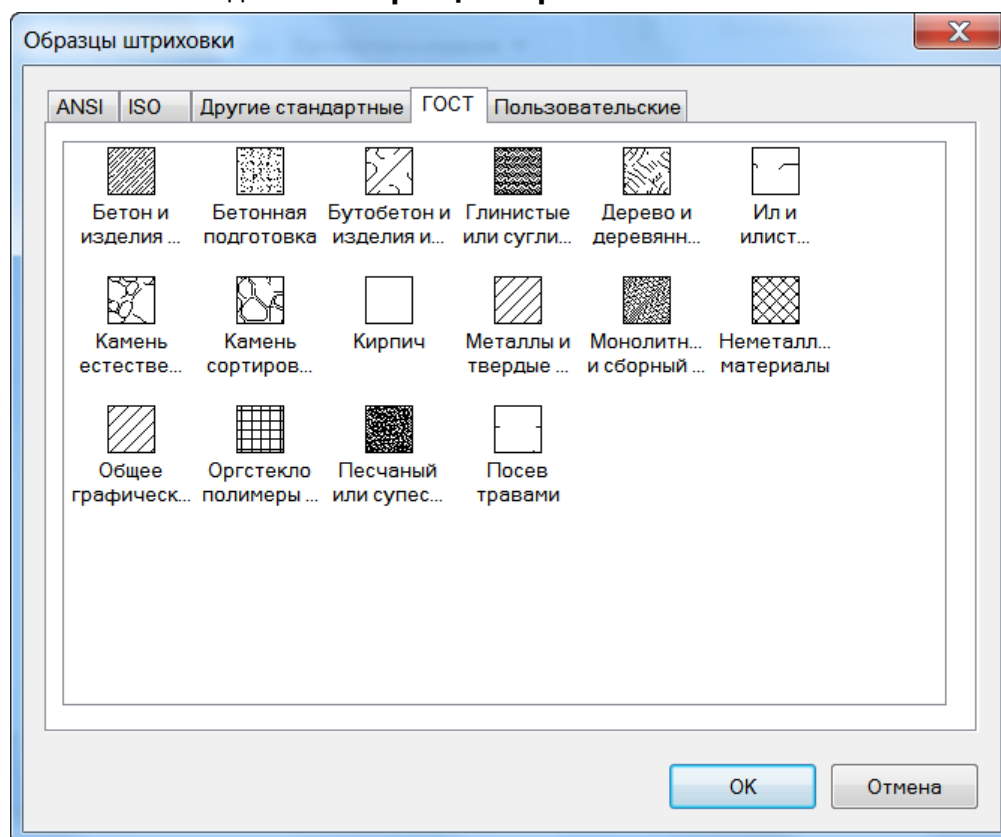 Образцы штриховки
ANSI ISO Другие стандартные ГОСТ Пользовательские
Бетон и изделия ...
Бетонная подготовка
Бутобетон и изделия и...
Глинистые или сугли...
Дерево и деревянн...
Ил и илист...
Камень естестве...
Камень сортиров...
Кирпич
Металлы и твердые ...
Монолитн... и сборный ...
Неметалл... материалы
Общее графическ...
Оргстекло полимеры ...
Песчаный или супес...
Посев травами
OK Отмена